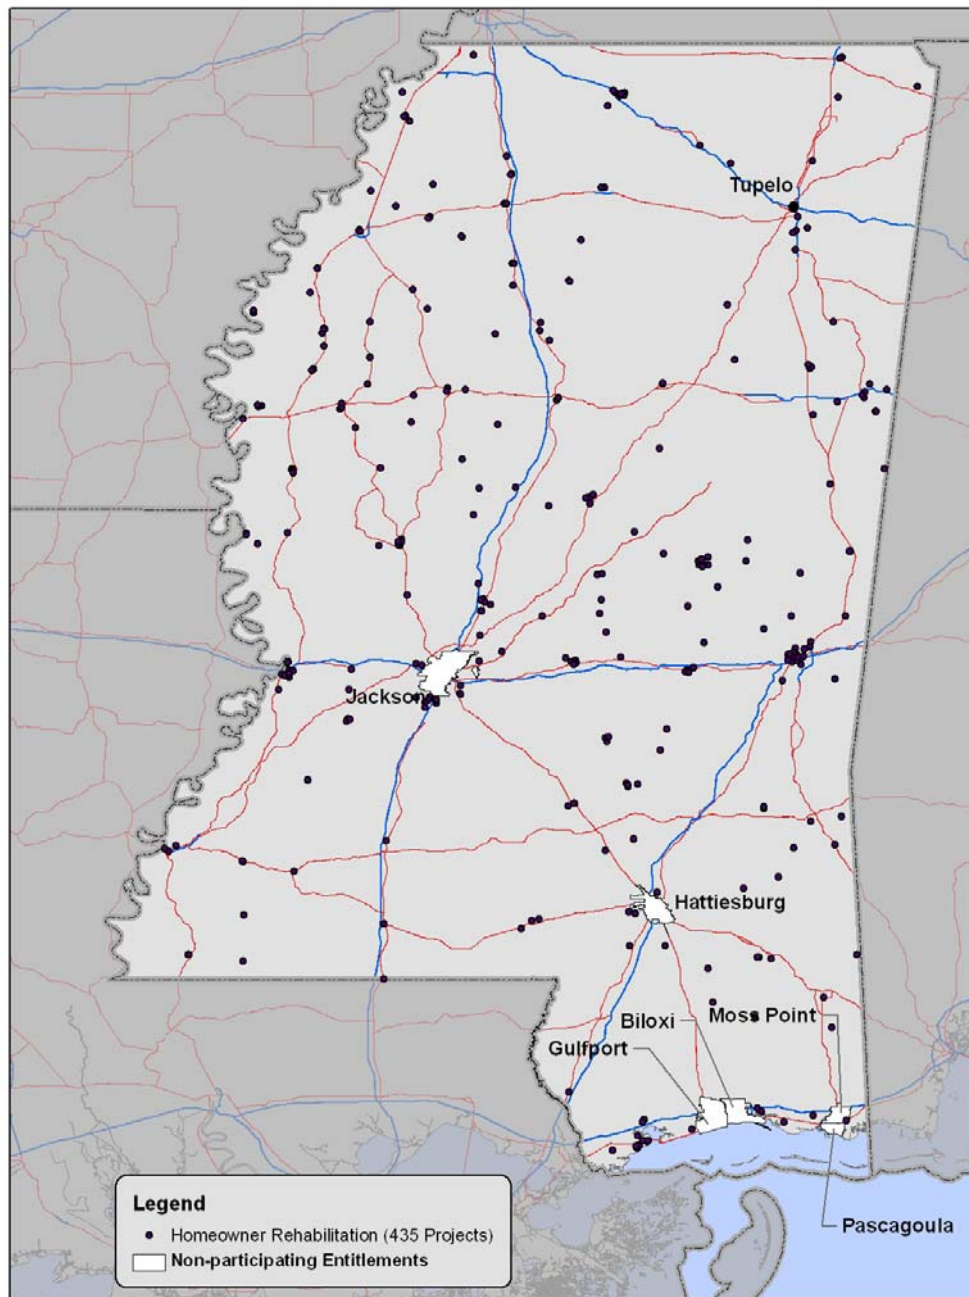 Tupelo
Jackson
Hattiesburg
Moss Point
Biloxi
Gulfport
Pascagoula
Legend
Homeowner Rehabilitation (435 Projects)
Non-participating Entitlements